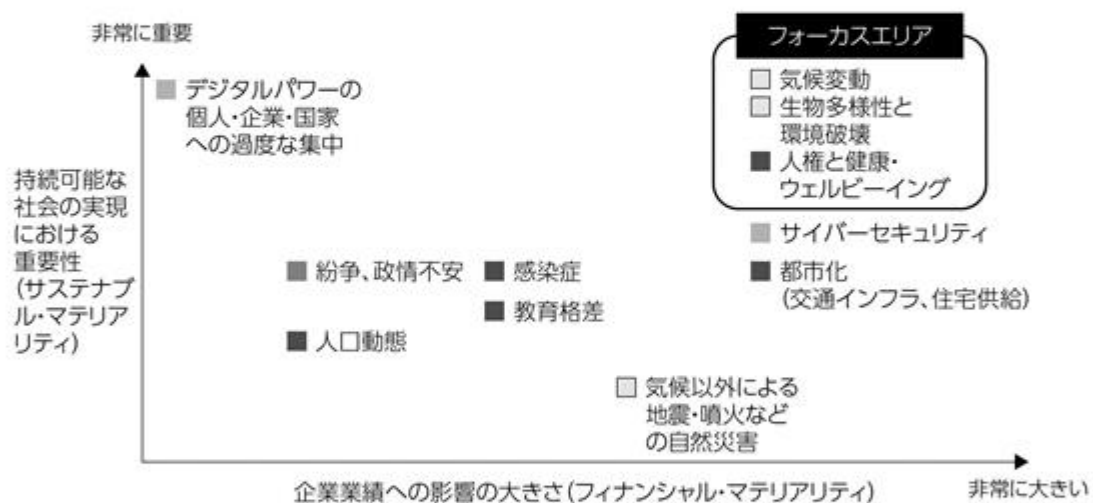 非常に重要
フォーカスエリア
デジタルパワーの
個人・企業・国家
への過度な集中
気候変動
生物多様性と
環境破壊
人権と健康・
ウェルビーイング
持続可能な
社会の実現
における
重要性
(サステナブ
ル・マテリア
リティ)
サイバーセキュリティ
紛争、政情不安
感染症
都市化
(交通インフラ、住宅供給)
教育格差
人口動態
気候以外による
地震・噴火など
の自然災害
企業業績への影響の大きさ(フィナンシャル・マテリアリティ)
非常に大きい